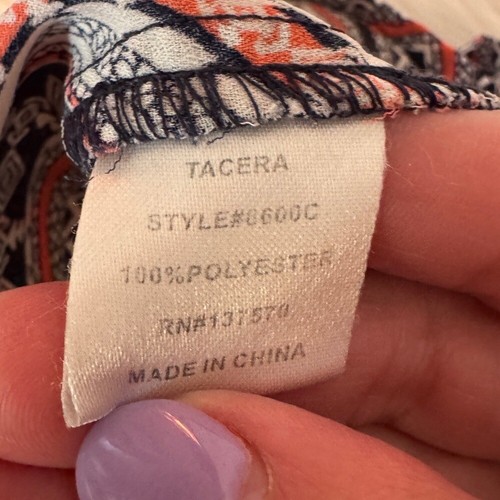 TACERA
STYLE#8600C
100%POLYESTER
RN#137570
MADE IN CHINA